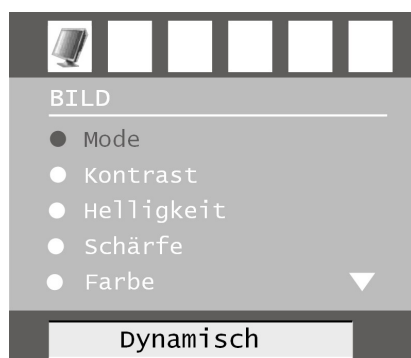 BILD
Mode
Kontrast
Helligkeit
Schärfe
Farbe
Dynamisch